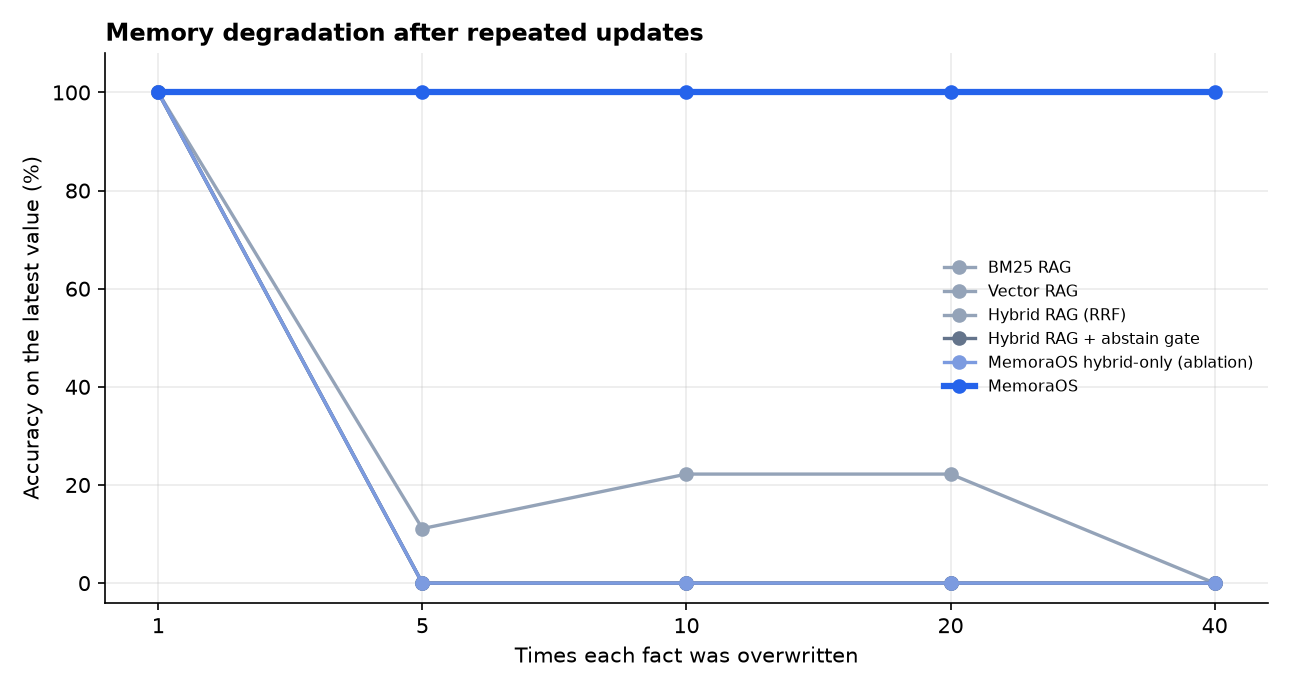 Memory degradation after repeated updates
Accuracy on the latest value (%)
100
80
60
40
20
0
BM25 RAG
Vector RAG
Hybrid RAG (RRF)
Hybrid RAG + abstain gate
MemoraOS hybrid-only (ablation)
MemoraOS
1 5 10 20 40
Times each fact was overwritten